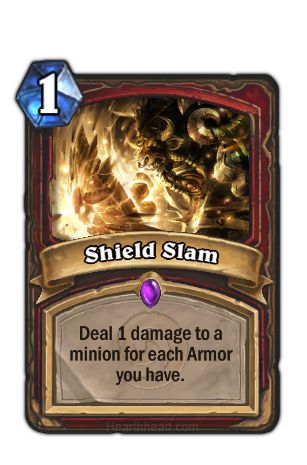 1
Shield Slam
Deal 1 damage to a
minion for each Armor
you have.
Hearthhead.com